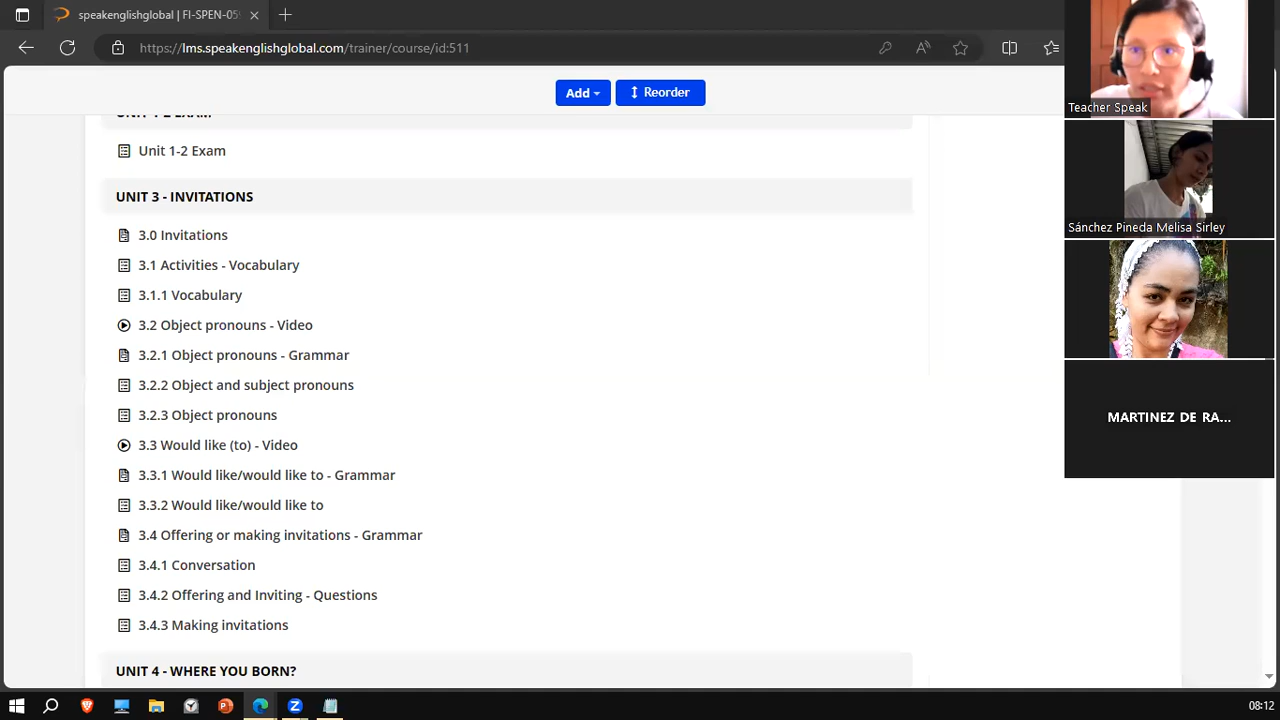 speakenglishglobal | FI-SPEN-05
https://lms.speakenglishglobal.com/trainer/course/id:511
Add
Reorder
UNIT 1-2 EXAM
Unit 1-2 Exam
UNIT 3 - INVITATIONS
3.0 Invitations
3.1 Activities - Vocabulary
3.1.1 Vocabulary
3.2 Object pronouns - Video
3.2.1 Object pronouns - Grammar
3.2.2 Object and subject pronouns
3.2.3 Object pronouns
3.3 Would like (to) - Video
3.3.1 Would like/would like to - Grammar
3.3.2 Would like/would like to
3.4 Offering or making invitations - Grammar
3.4.1 Conversation
3.4.2 Offering and Inviting - Questions
3.4.3 Making invitations
UNIT 4 - WHERE YOU BORN?
Teacher Speak
Sánchez Pineda Melisa Sirley
MARTINEZ DE RA...
08:12